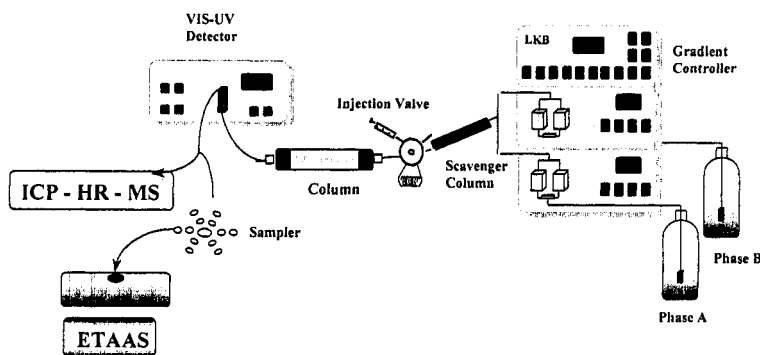 VIS-UV
Detector
LKB
Gradient
Controller
Injection Valve
Scavenger
Column
Column
ICP - HR - MS
Sampler
Phase B
Phase A
ETAAS